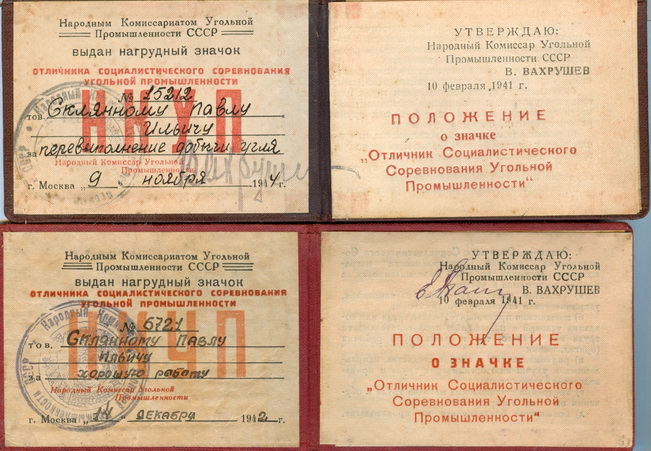 Народным Комиссариатом Угольной
Промышленности СССР
выдан нагрудный значок
ОТЛИЧНИКА СОЦИАЛИСТИЧЕСКОГО СОРЕВНОВАНИЯ
УГОЛЬНОЙ ПРОМЫШЛЕННОСТИ
НКУП
№ 15212
тов. Склянному Павлу
Ильичу
за перевыполнение добычи угля
Народный Комиссар Угольной
Промышленности
г. Москва „ 9 ноября 1944 г.
УТВЕРЖДАЮ:
Народный Комиссар Угольной
Промышленности СССР
В. ВАХРУШЕВ
10 февраля 1941 г.
ПОЛОЖЕНИЕ
о значке
„Отличник Социалистического
Соревнования Угольной
Промышленности“
Народным Комиссариатом Угольной
Промышленности СССР
выдан нагрудный значок
ОТЛИЧНИКА СОЦИАЛИСТИЧЕСКОГО СОРЕВНОВАНИЯ
УГОЛЬНОЙ ПРОМЫШЛЕННОСТИ
№ 6721
тов. Склянному Павлу
Ильичу
за хорошую работу
Народный Комиссар Угольной
Промышленности
г. Москва „14 декабря 1942 г.
УТВЕРЖДАЮ:
Народный Комиссар Угольной
Промышленности СССР
В. ВАХРУШЕВ
10 февраля 1941 г.
ПОЛОЖЕНИЕ
О ЗНАЧКЕ
„Отличник Социалистического
Соревнования Угольной
Промышленности“